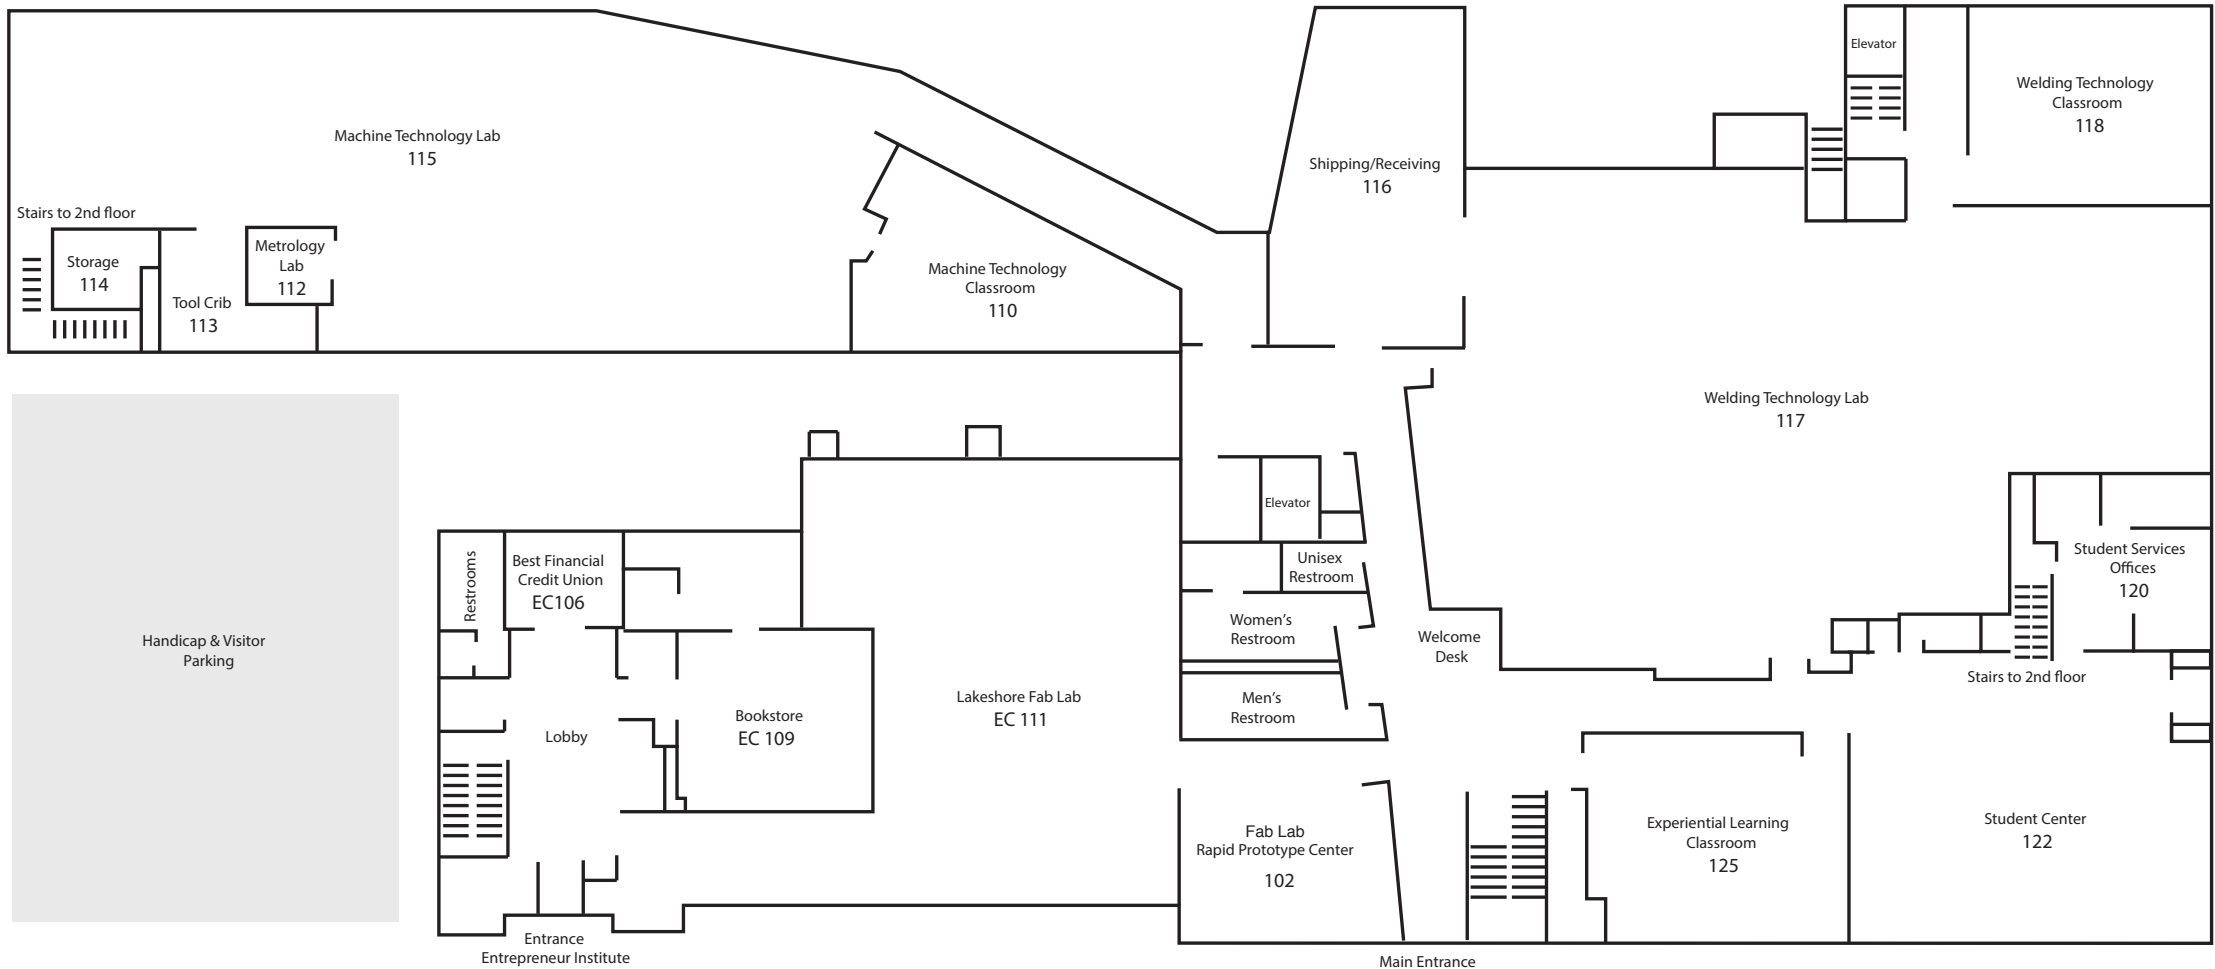 Elevator
Welding Technology
Classroom
118
Machine Technology Lab
115
Shipping/Receiving
116
Stairs to 2nd floor
Storage
114
Metrology
Lab
112
Tool Crib
113
Machine Technology
Classroom
110
Welding Technology Lab
117
Elevator
Unisex
Restroom
Women's
Restroom
Men's
Restroom
Welcome
Desk
Student Services
Offices
120
Stairs to 2nd floor
Handicap & Visitor
Parking
Restrooms
Best Financial
Credit Union
EC106
Lobby
Bookstore
EC 109
Lakeshore Fab Lab
EC 111
Fab Lab
Rapid Prototype Center
102
Experiential Learning
Classroom
125
Student Center
122
Entrance
Entrepreneur Institute
Main Entrance